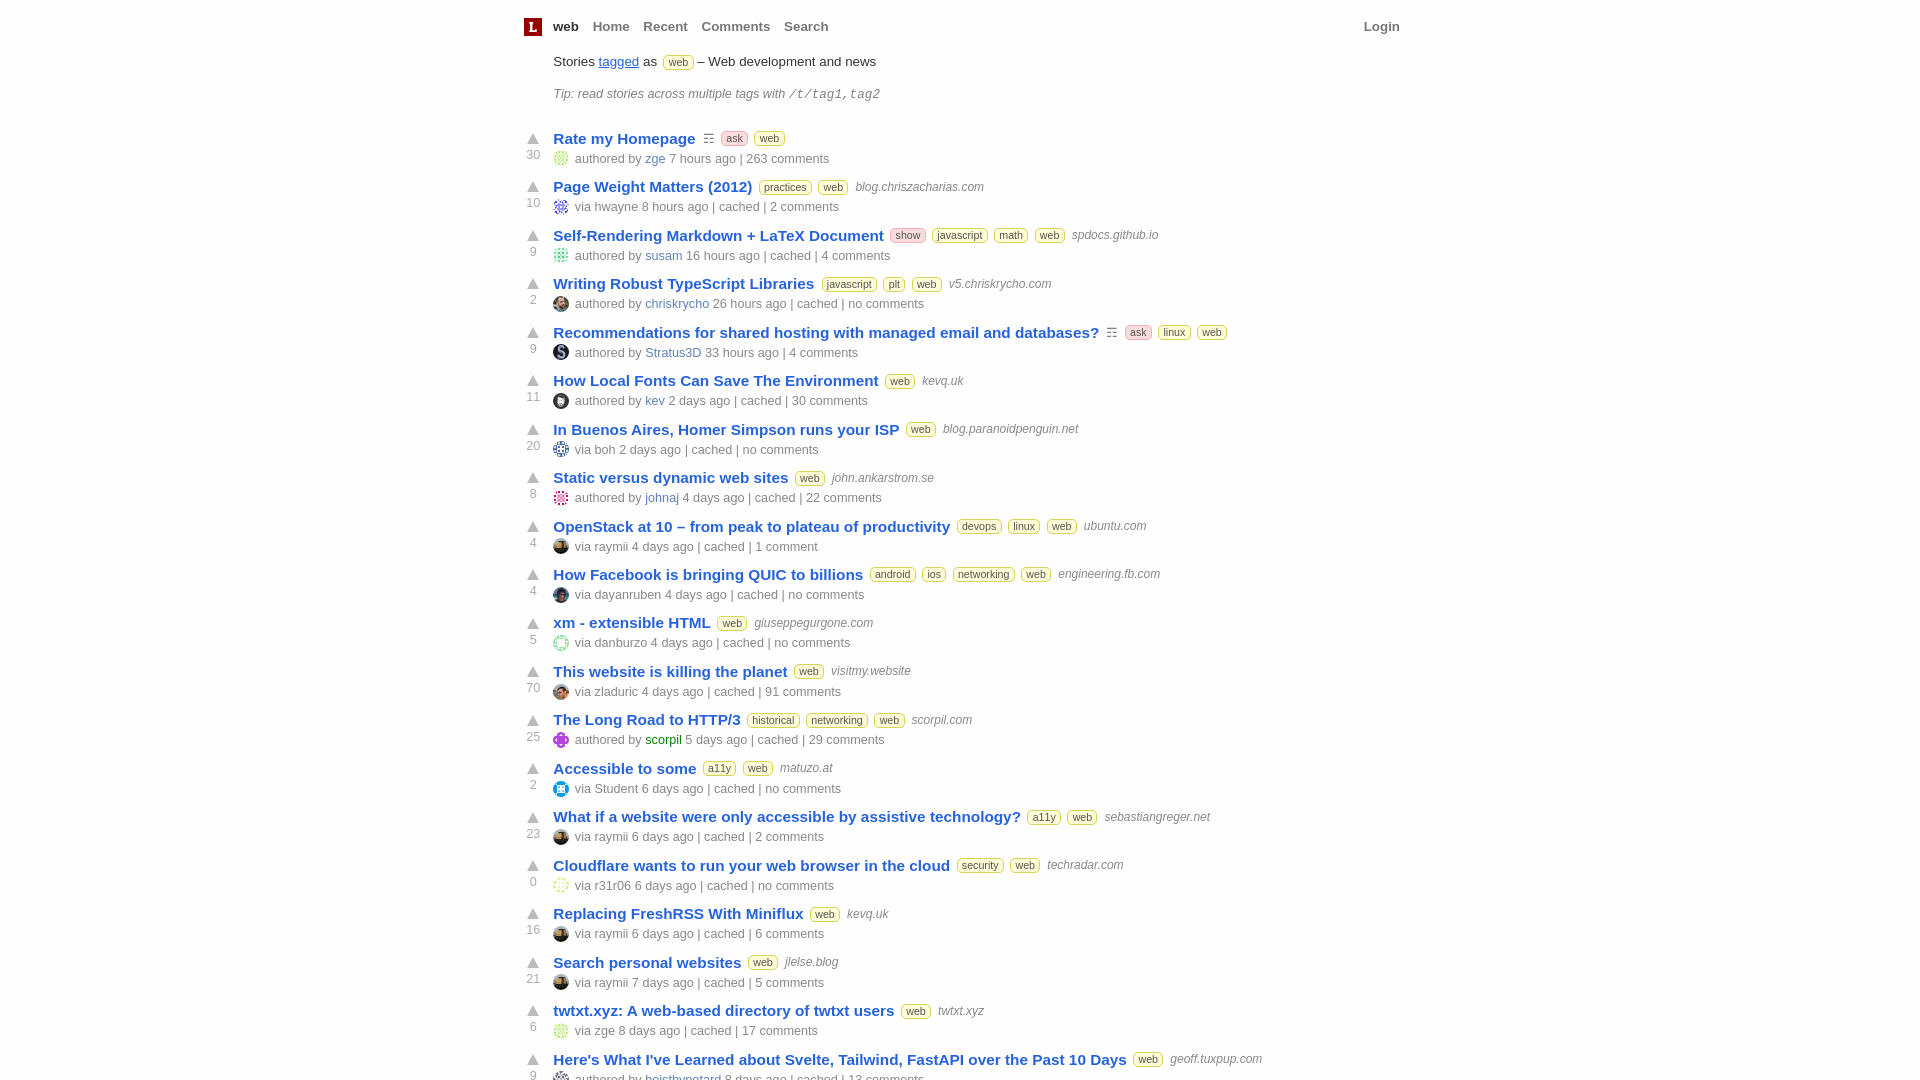 L web Home Recent Comments Search Login
Stories tagged as web – Web development and news
Tip: read stories across multiple tags with /t/tag1,tag2
Rate my Homepage ☶ ask web
30 authored by zge 7 hours ago | 263 comments
Page Weight Matters (2012) practices web blog.chriszacharias.com
10 via hwayne 8 hours ago | cached | 2 comments
Self-Rendering Markdown + LaTeX Document show javascript math web spdocs.github.io
9 authored by susam 16 hours ago | cached | 4 comments
Writing Robust TypeScript Libraries javascript plt web v5.chriskrycho.com
2 authored by chriskrycho 26 hours ago | cached | no comments
Recommendations for shared hosting with managed email and databases? ☶ ask linux web
9 authored by Stratus3D 33 hours ago | 4 comments
How Local Fonts Can Save The Environment web kevq.uk
11 authored by kev 2 days ago | cached | 30 comments
In Buenos Aires, Homer Simpson runs your ISP web blog.paranoidpenguin.net
20 via boh 2 days ago | cached | no comments
Static versus dynamic web sites web john.ankarstrom.se
8 authored by johnaj 4 days ago | cached | 22 comments
OpenStack at 10 – from peak to plateau of productivity devops linux web ubuntu.com
4 via raymii 4 days ago | cached | 1 comment
How Facebook is bringing QUIC to billions android ios networking web engineering.fb.com
4 via dayanruben 4 days ago | cached | no comments
xm - extensible HTML web giuseppegurgone.com
5 via danburzo 4 days ago | cached | no comments
This website is killing the planet web visitmy.website
70 via zladuric 4 days ago | cached | 91 comments
The Long Road to HTTP/3 historical networking web scorpil.com
25 authored by scorpil 5 days ago | cached | 29 comments
Accessible to some a11y web matuzo.at
2 via Student 6 days ago | cached | no comments
What if a website were only accessible by assistive technology? a11y web sebastiangreger.net
23 via raymii 6 days ago | cached | 2 comments
Cloudflare wants to run your web browser in the cloud security web techradar.com
0 via r31r06 6 days ago | cached | no comments
Replacing FreshRSS With Miniflux web kevq.uk
16 via raymii 6 days ago | cached | 6 comments
Search personal websites web jlelse.blog
21 via raymii 7 days ago | cached | 5 comments
twtxt.xyz: A web-based directory of twtxt users web twtxt.xyz
6 via zge 8 days ago | cached | 17 comments
Here's What I've Learned about Svelte, Tailwind, FastAPI over the Past 10 Days web geoff.tuxpup.com
9 authored by hoistbypetard 8 days ago | cached | 13 comments